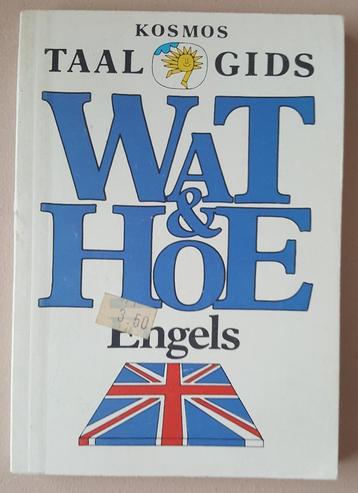 KOSMOS
TAAL GIDS
WAT
&
HOE
3.50
Engels